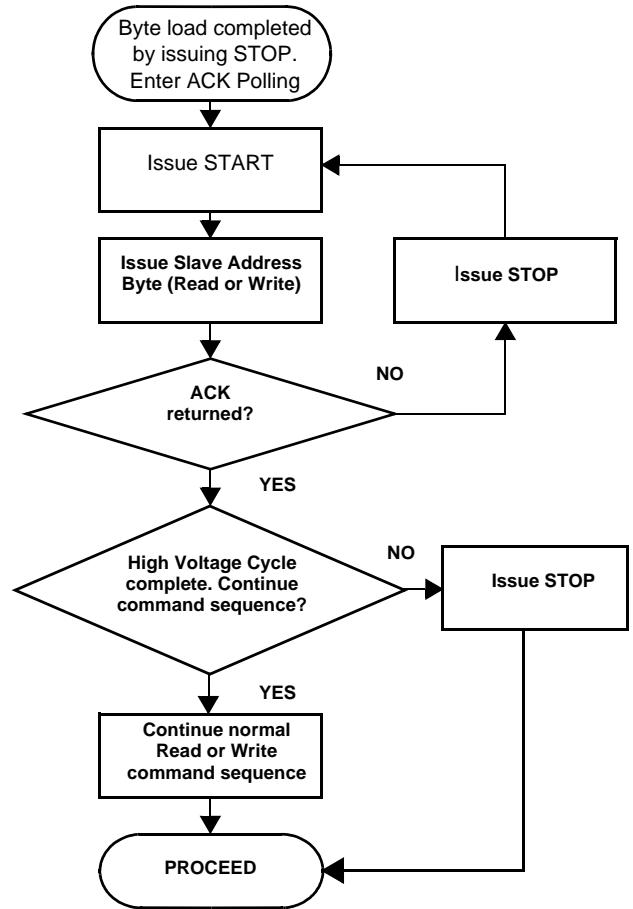 Byte load completed
by issuing STOP.
Enter ACK Polling
Issue START
Issue Slave Address
Byte (Read or Write)
Issue STOP
ACK
returned?
NO
YES
High Voltage Cycle
complete. Continue
command sequence?
NO
Issue STOP
YES
Continue normal
Read or Write
command sequence
PROCEED